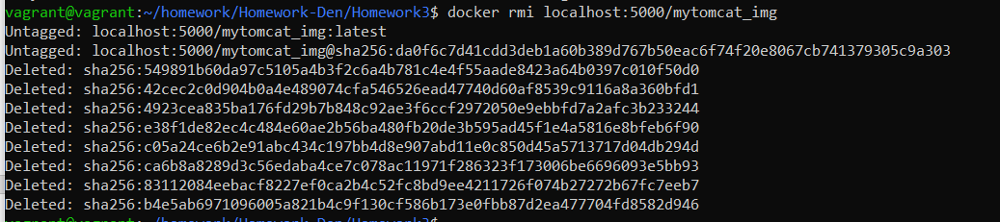 vagrant@vagrant:~/homework/Homework-Den/Homework3$ docker rmi localhost:5000/mytomcat_img
Untagged: localhost:5000/mytomcat_img:latest
Untagged: localhost:5000/mytomcat_img@sha256:da0f6c7d41cdd3deb1a60b389d767b50eac6f74f20e8067cb741379305c9a303
Deleted: sha256:549891b60da97c5105a4b3f2c6a4b781c4e4f55aade8423a64b0397c010f50d0
Deleted: sha256:42cec2c0d904b0a4e489074cfa546526ead47740d60af8539c9116a8a360bfd1
Deleted: sha256:4923cea835ba176fd29b7b848c92ae3f6ccf2972050e9ebbfd7a2afc3b233244
Deleted: sha256:e38f1de82ec4c484e60ae2b56ba480fb20de3b595ad45f1e4a5816e8bfeb6f90
Deleted: sha256:c05a24ce6b2e91abc434c197bb4d8e907abd11e0c850d45a5713717d04db294d
Deleted: sha256:ca6b8a8289d3c56edaba4ce7c078ac11971f286323f173006be6696093e5bb93
Deleted: sha256:83112084eebacf8227ef0ca2b4c52fc8bd9ee4211726f074b27272b67fc7eeb7
Deleted: sha256:b4e5ab6971096005a821b4c9f130cf586b173e0fbb87d2ea477704fd8582d946
vagrant@vagrant:~/homework/Homework-Den/Homework3$